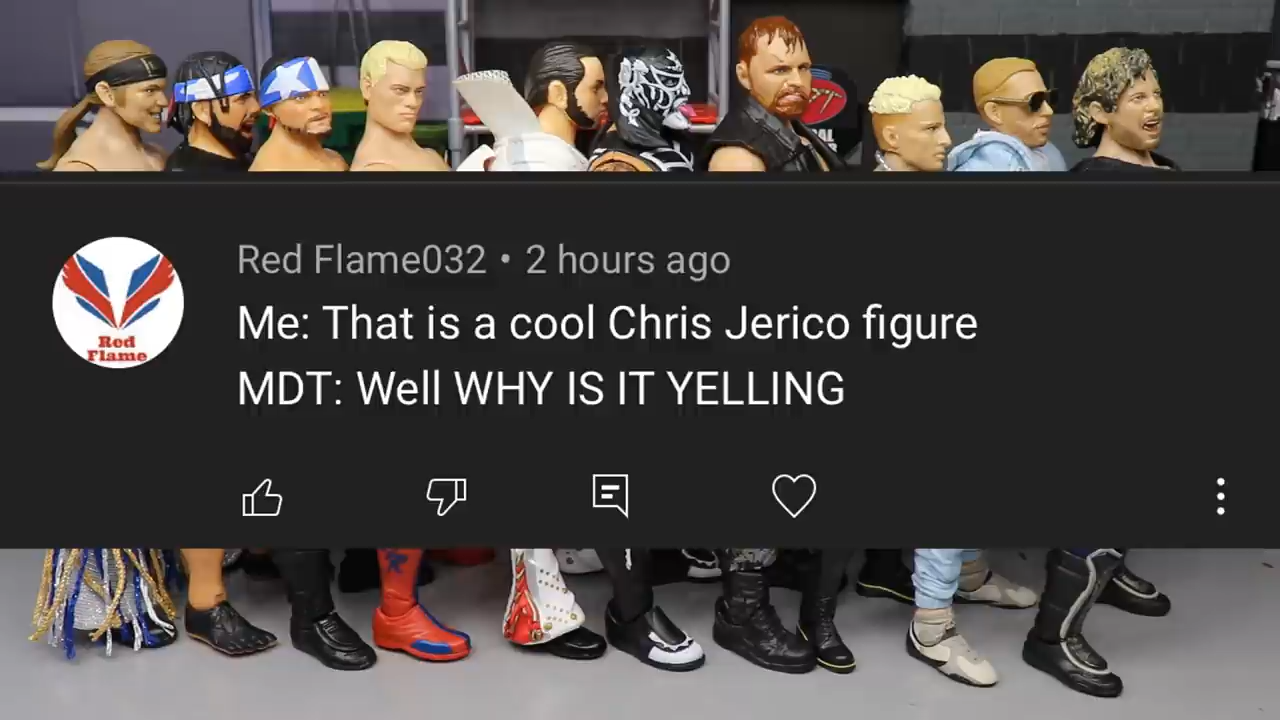 Red Flame032 • 2 hours ago
Me: That is a cool Chris Jerico figure
MDT: Well WHY IS IT YELLING
Red
Flame